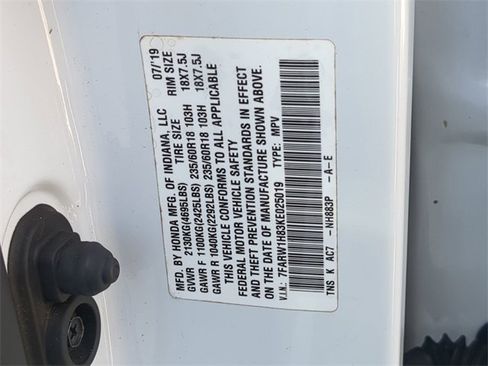 MFD. BY HONDA MFG. OF INDIANA, LLC 07/'19
TIRE SIZE RIM SIZE
GVWR 2130KG(4695LBS)
GAWR F 1100KG(2425LBS) 235/60R18 103H 18X7.5J
GAWR R 1040KG(2292LBS) 235/60R18 103H 18X7.5J
THIS VEHICLE CONFORMS TO ALL APPLICABLE
FEDERAL MOTOR VEHICLE SAFETY
AND THEFT PREVENTION STANDARDS IN EFFECT
ON THE DATE OF MANUFACTURE SHOWN ABOVE.
V.I.N.: 7FARW1H83KE025019 TYPE: MPV
TNS K AC7 -NH883P -A-E